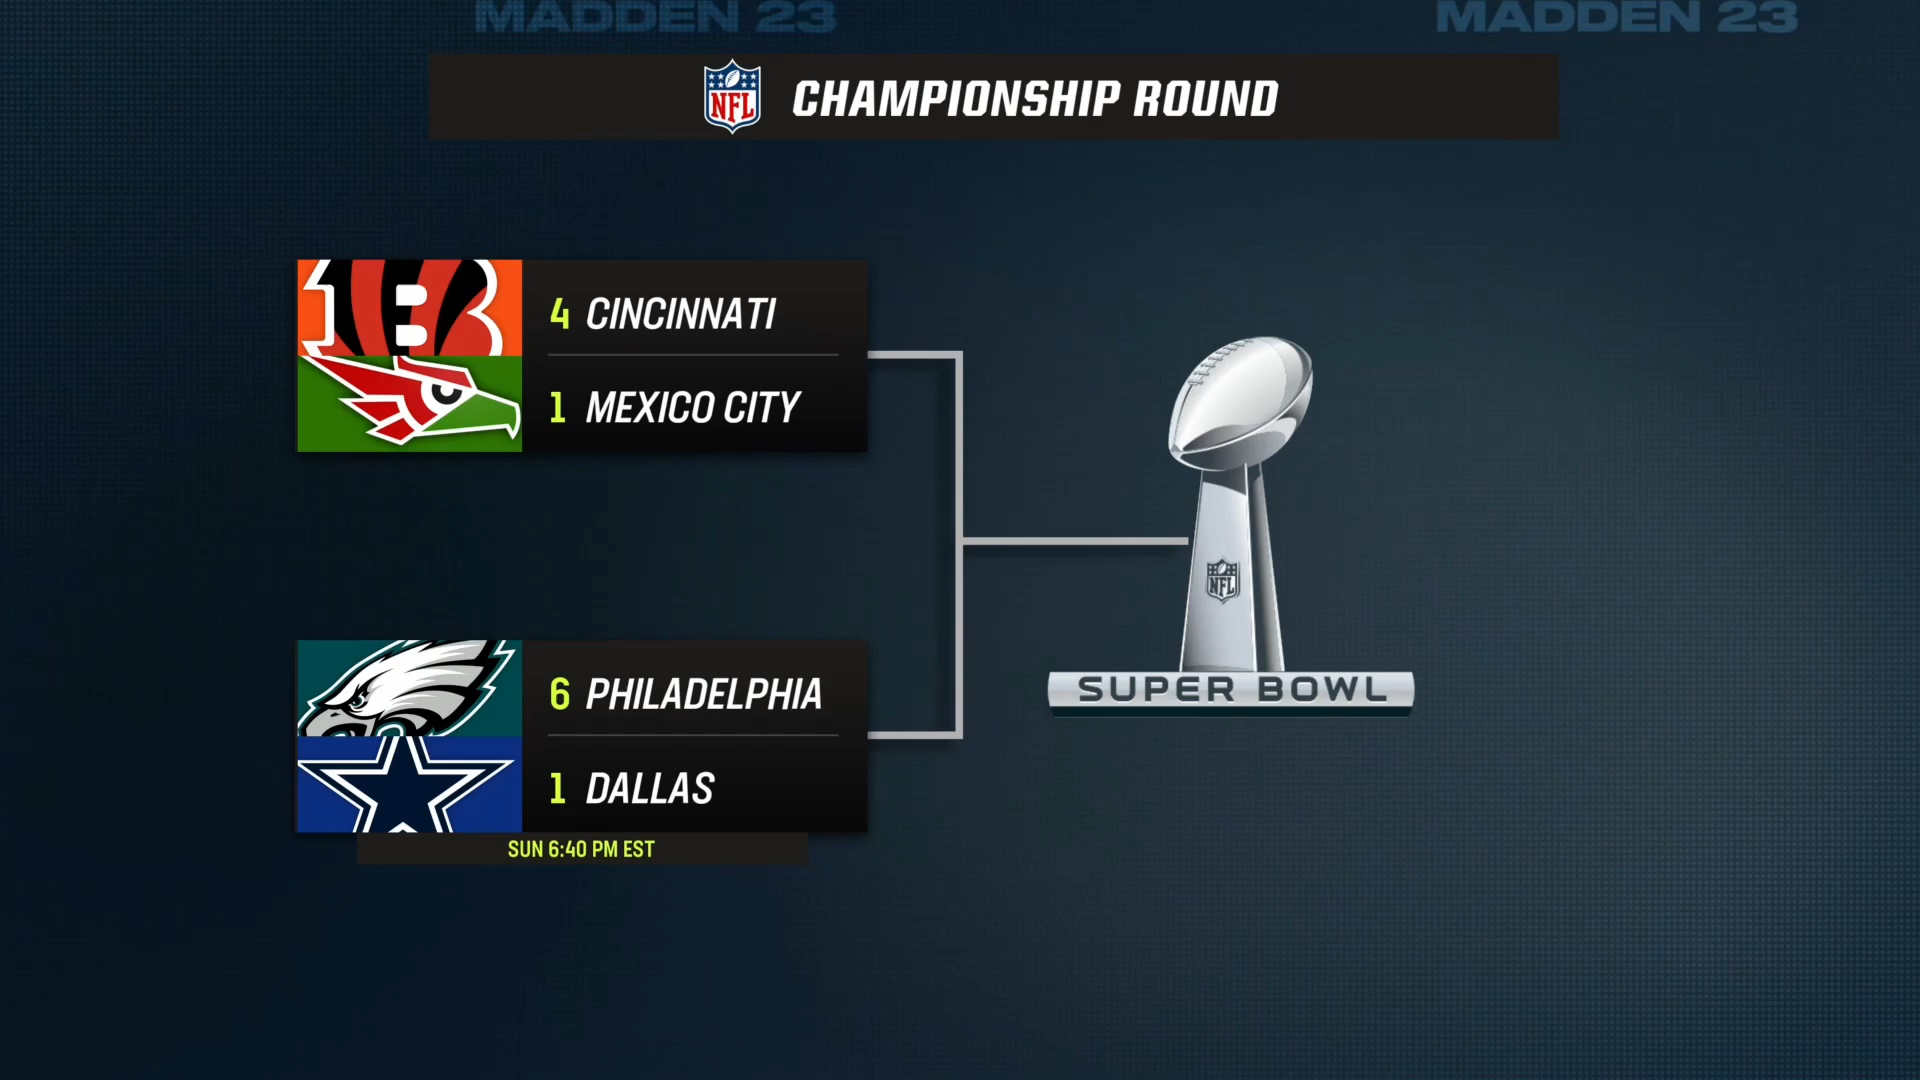 MADDEN 23 MADDEN 23
NFL CHAMPIONSHIP ROUND
4 CINCINNATI
1 MEXICO CITY
NFL
SUPER BOWL
6 PHILADELPHIA
1 DALLAS
SUN 6:40 PM EST